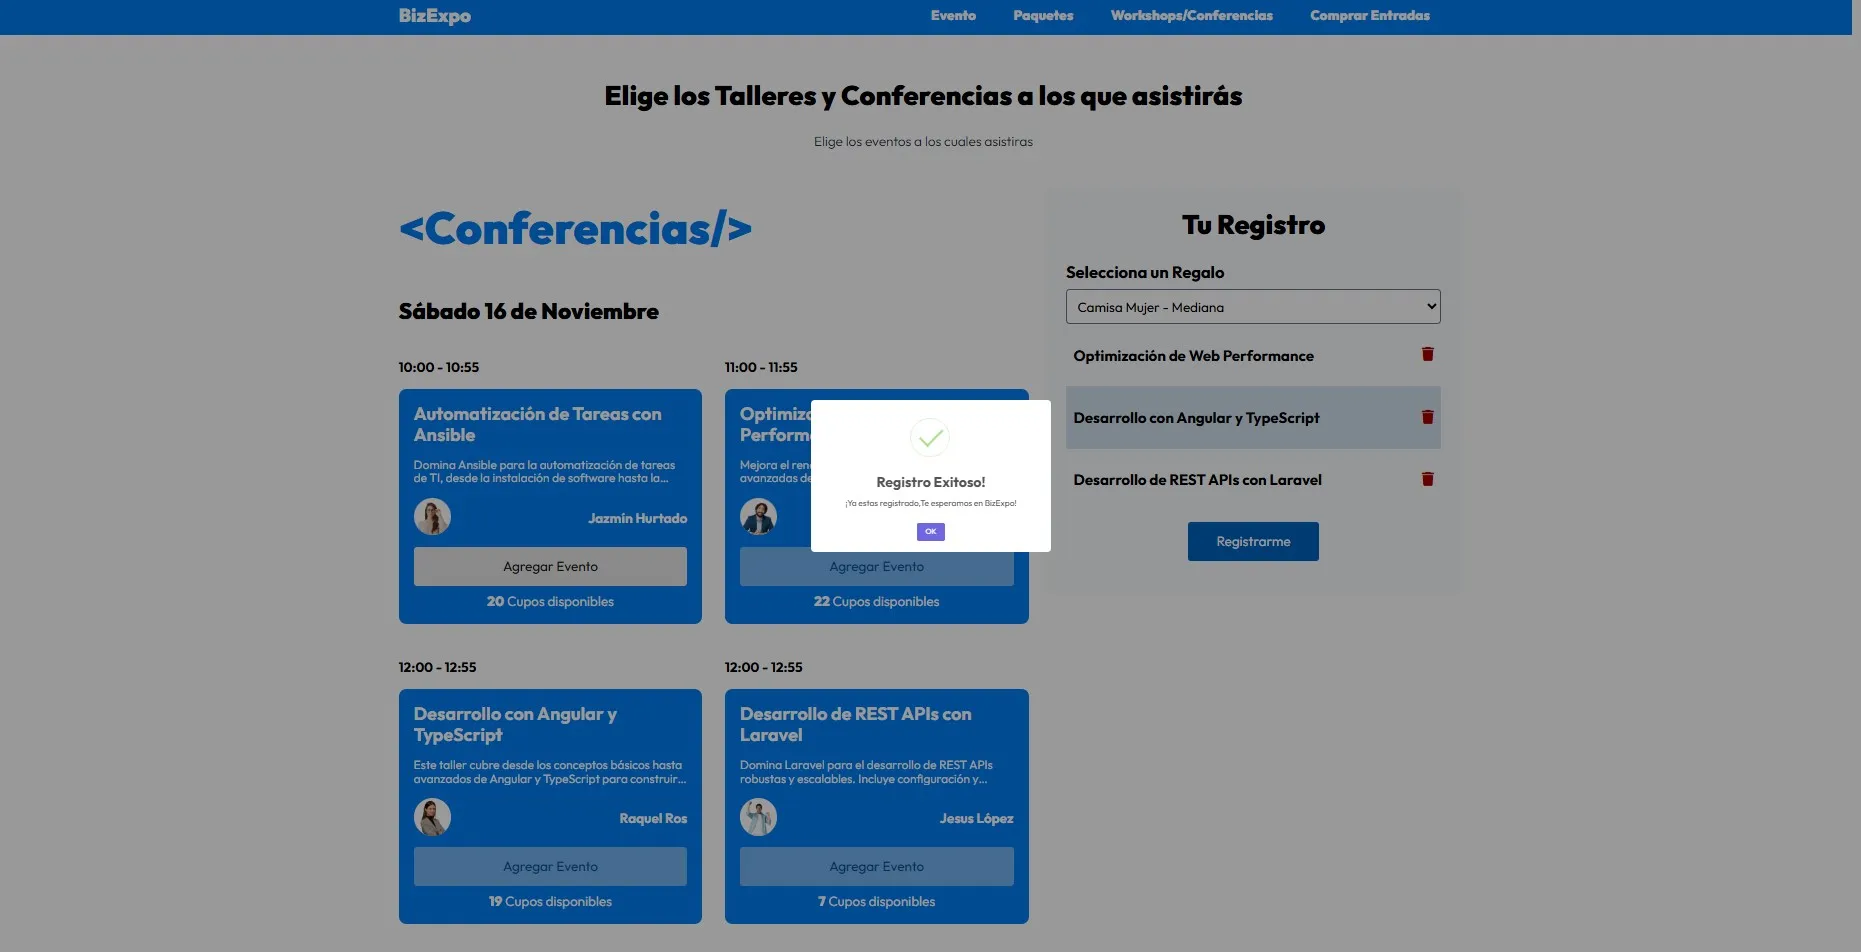 BizExpo
Evento
Paquetes
Workshops/Conferencias
Comprar Entradas
Elige los Talleres y Conferencias a los que asistirás
Elige los eventos a los cuales asistiras
<Conferencias/>
Sábado 16 de Noviembre
10:00 - 10:55
Automatización de Tareas con
Ansible
Domina Ansible para la automatización de tareas
de TI, desde la instalación de software hasta la...
Jazmín Hurtado
Agregar Evento
20 Cupos disponibles
11:00 - 11:55
Optimiz
Perform
Mejora el
avanzadas
Agregar Evento
22 Cupos disponibles
12:00 - 12:55
Desarrollo con Angular y
TypeScript
Este taller cubre desde los conceptos básicos hasta
avanzados de Angular y TypeScript para construir...
Raquel Ros
Agregar Evento
19 Cupos disponibles
12:00 - 12:55
Desarrollo de REST APIs con
Laravel
Domina Laravel para el desarrollo de REST APIs
robustas y escalables. Incluye configuración y...
Jesus López
Agregar Evento
7 Cupos disponibles
Registro Exitoso!
¡Ya estas registrado,Te esperamos en BizExpo!
OK
Tu Registro
Selecciona un Regalo
Camisa Mujer - Mediana
Optimización de Web Performance
Desarrollo con Angular y TypeScript
Desarrollo de REST APIs con Laravel
Registrarme